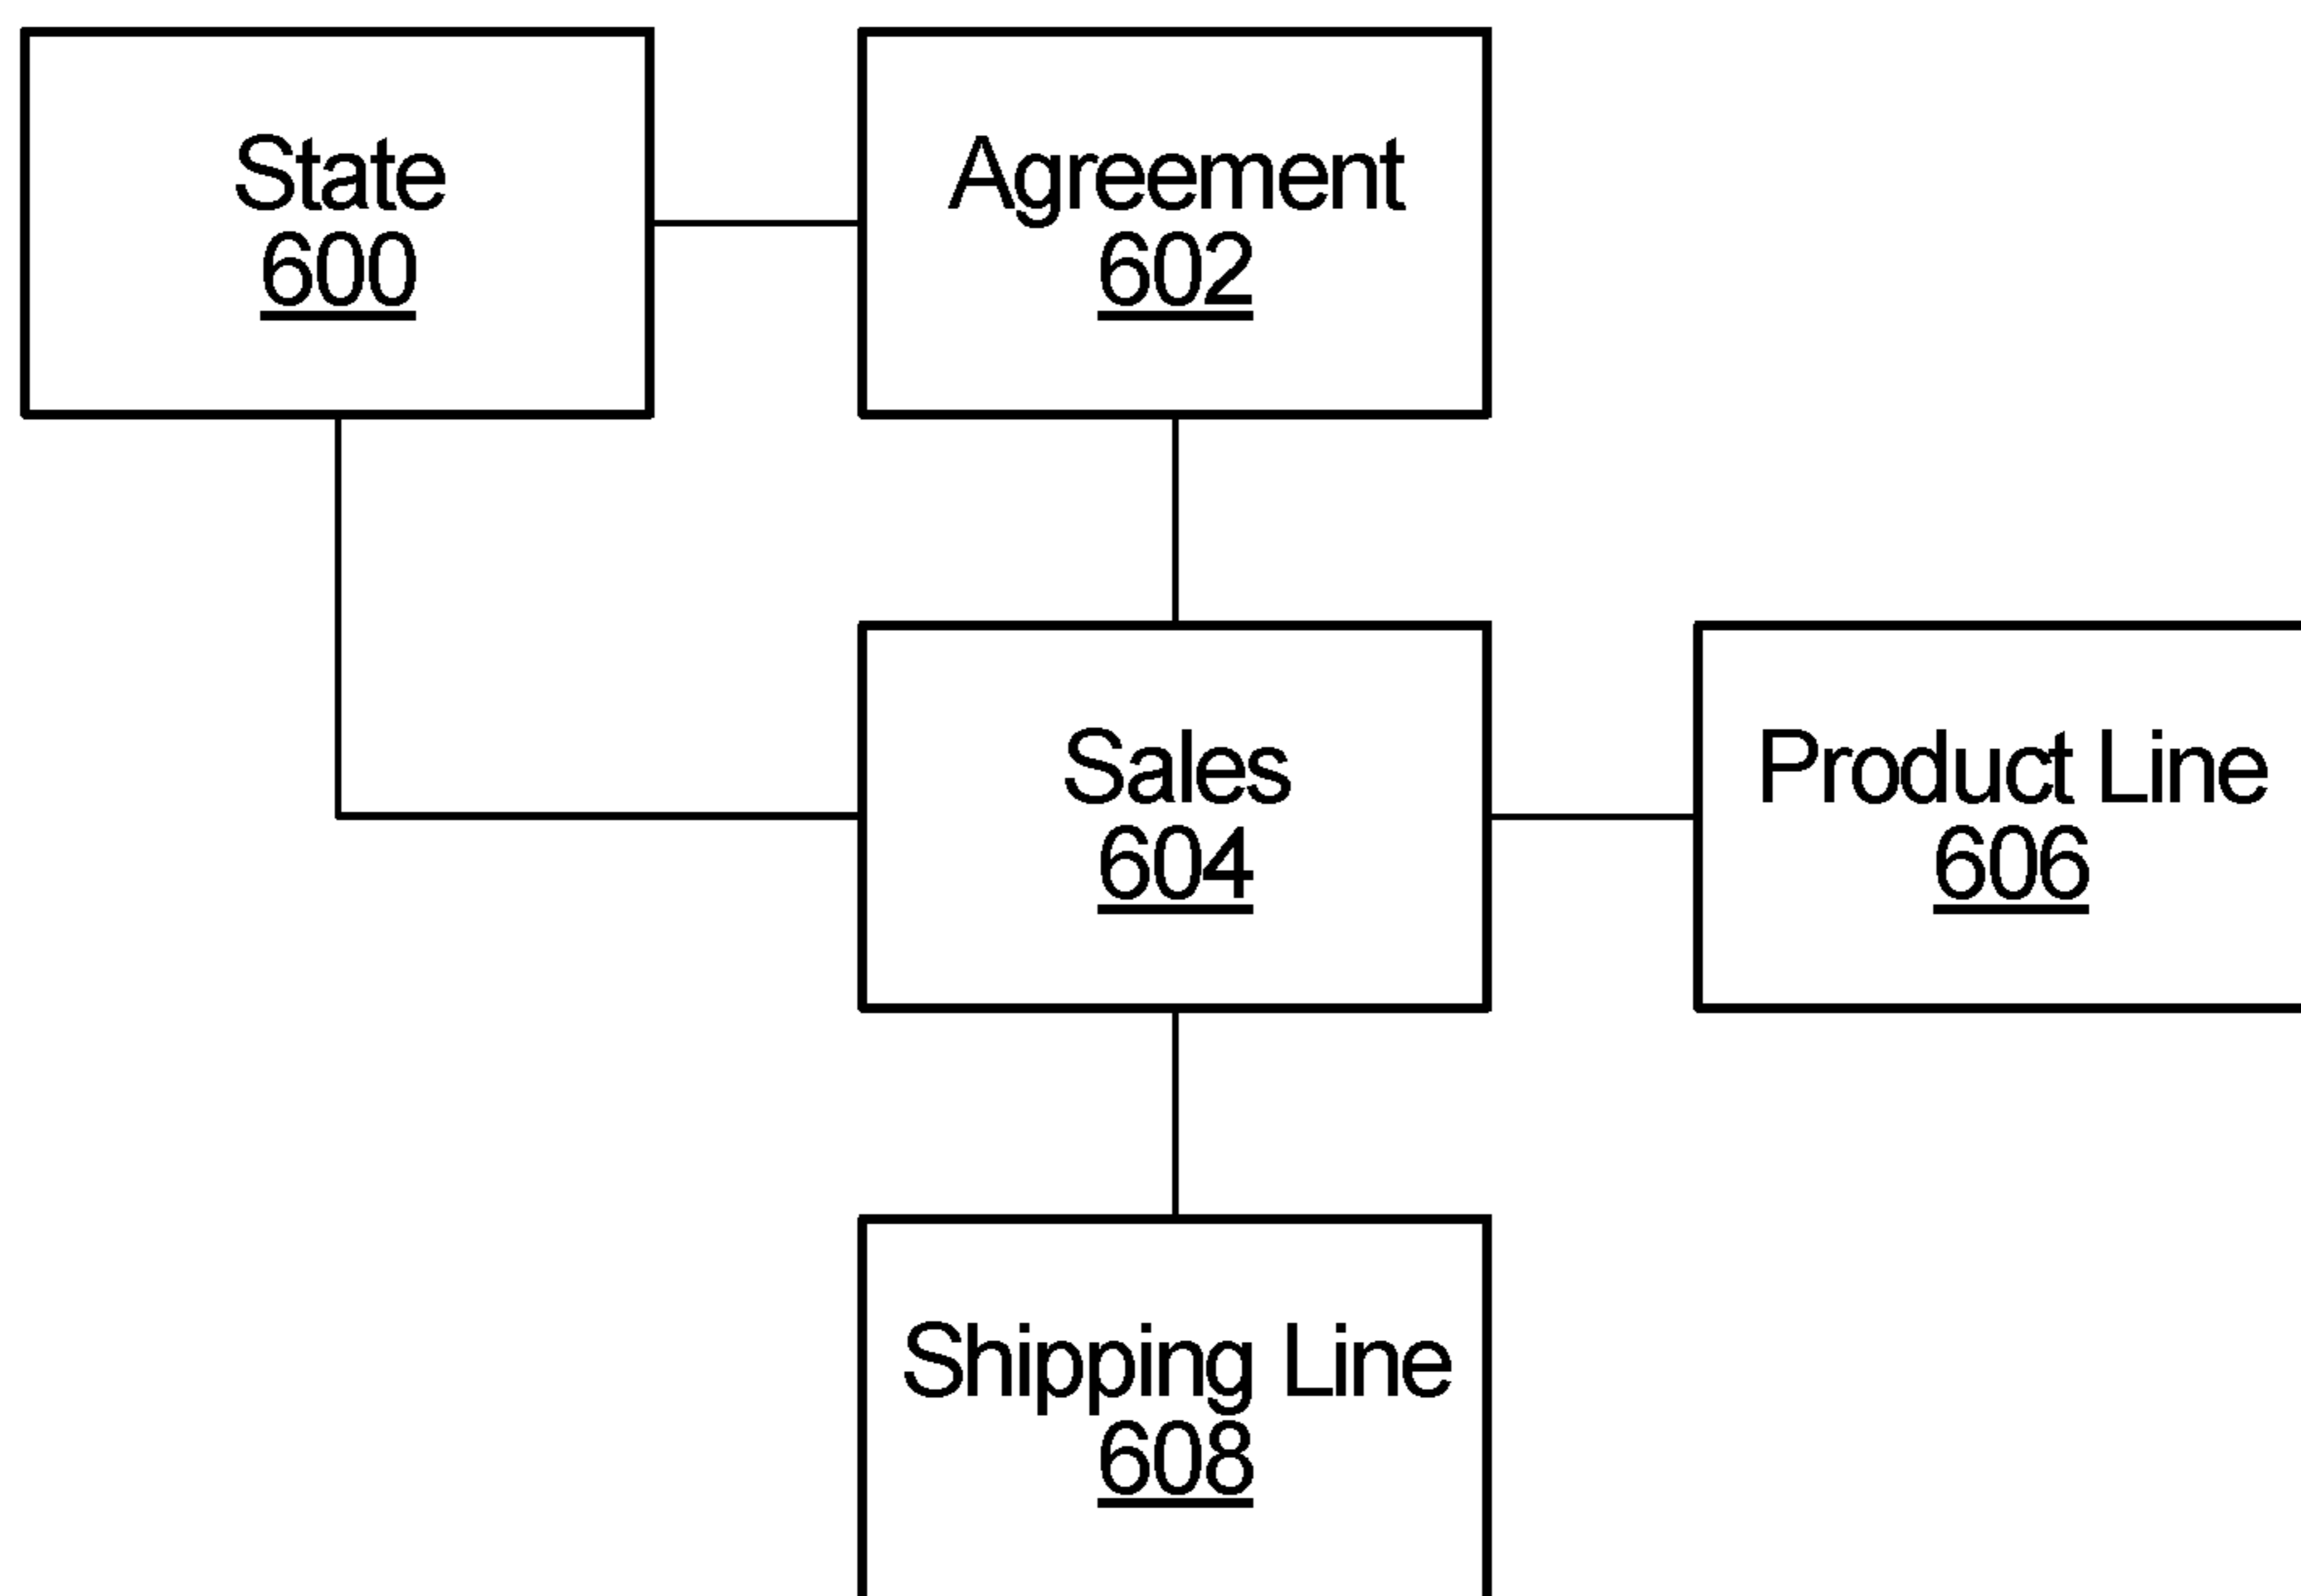 State
600
Agreement
602
Sales
604
Product Line
606
Shipping Line
608